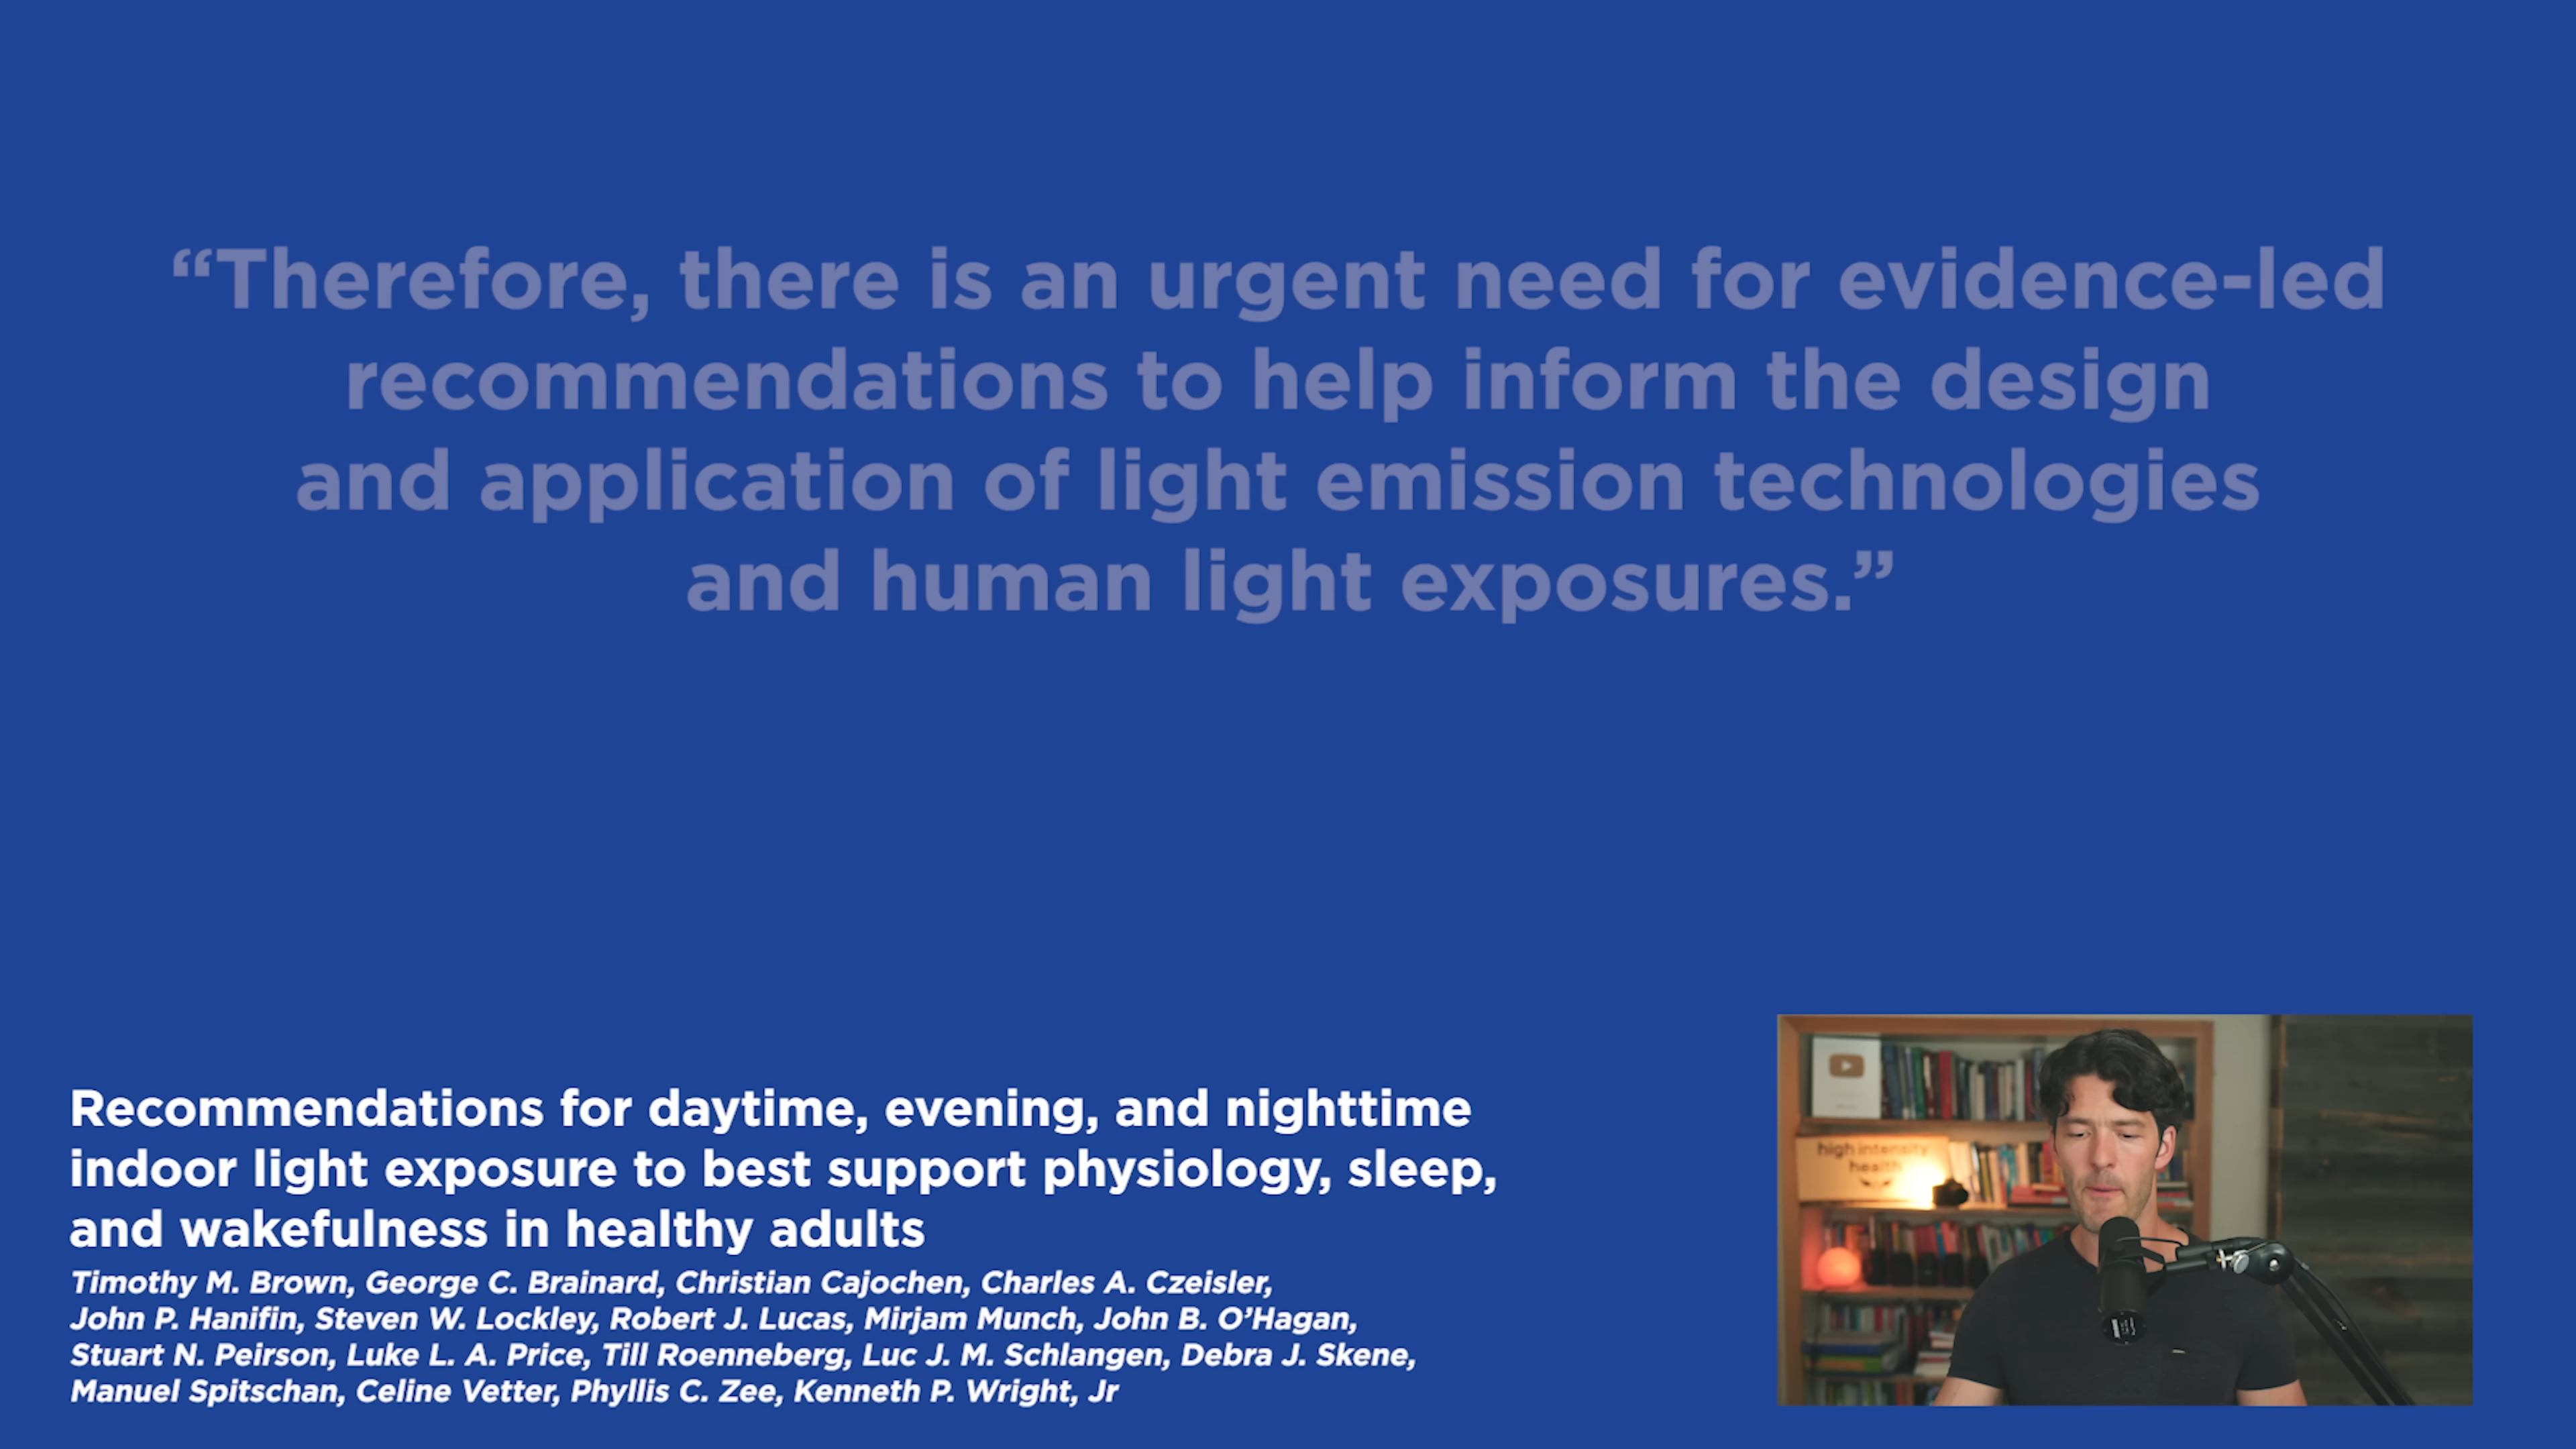 “Therefore, there is an urgent need for evidence-led
recommendations to help inform the design
and application of light emission technologies
and human light exposures.”
Recommendations for daytime, evening, and nighttime
indoor light exposure to best support physiology, sleep,
and wakefulness in healthy adults
Timothy M. Brown, George C. Brainard, Christian Cajochen, Charles A. Czeisler,
John P. Hanifin, Steven W. Lockley, Robert J. Lucas, Mirjam Munch, John B. O’Hagan,
Stuart N. Peirson, Luke L. A. Price, Till Roenneberg, Luc J. M. Schlangen, Debra J. Skene,
Manuel Spitschan, Celine Vetter, Phyllis C. Zee, Kenneth P. Wright, Jr
high intensity
health